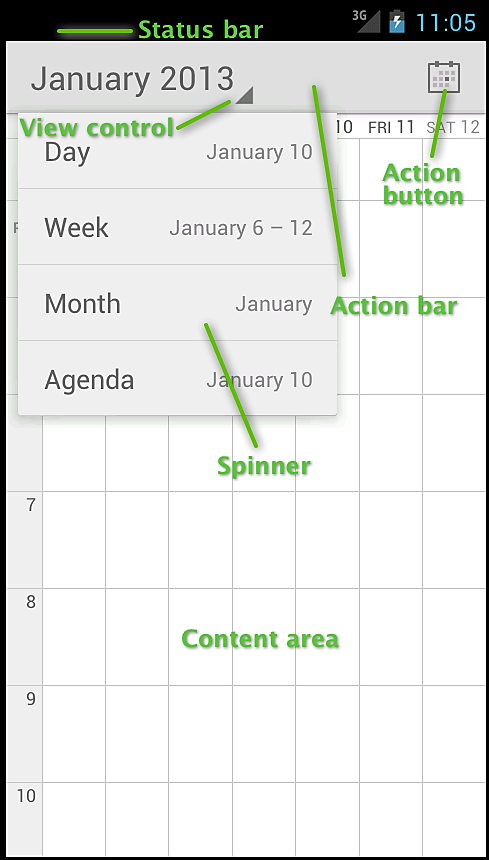 Status bar
3G 11:05
January 2013
View control
10 FRI 11 SAT 12
Day January 10
Action
button
Week January 6 – 12
Month January
Action bar
Agenda January 10
Spinner
7
8
Content area
9
10